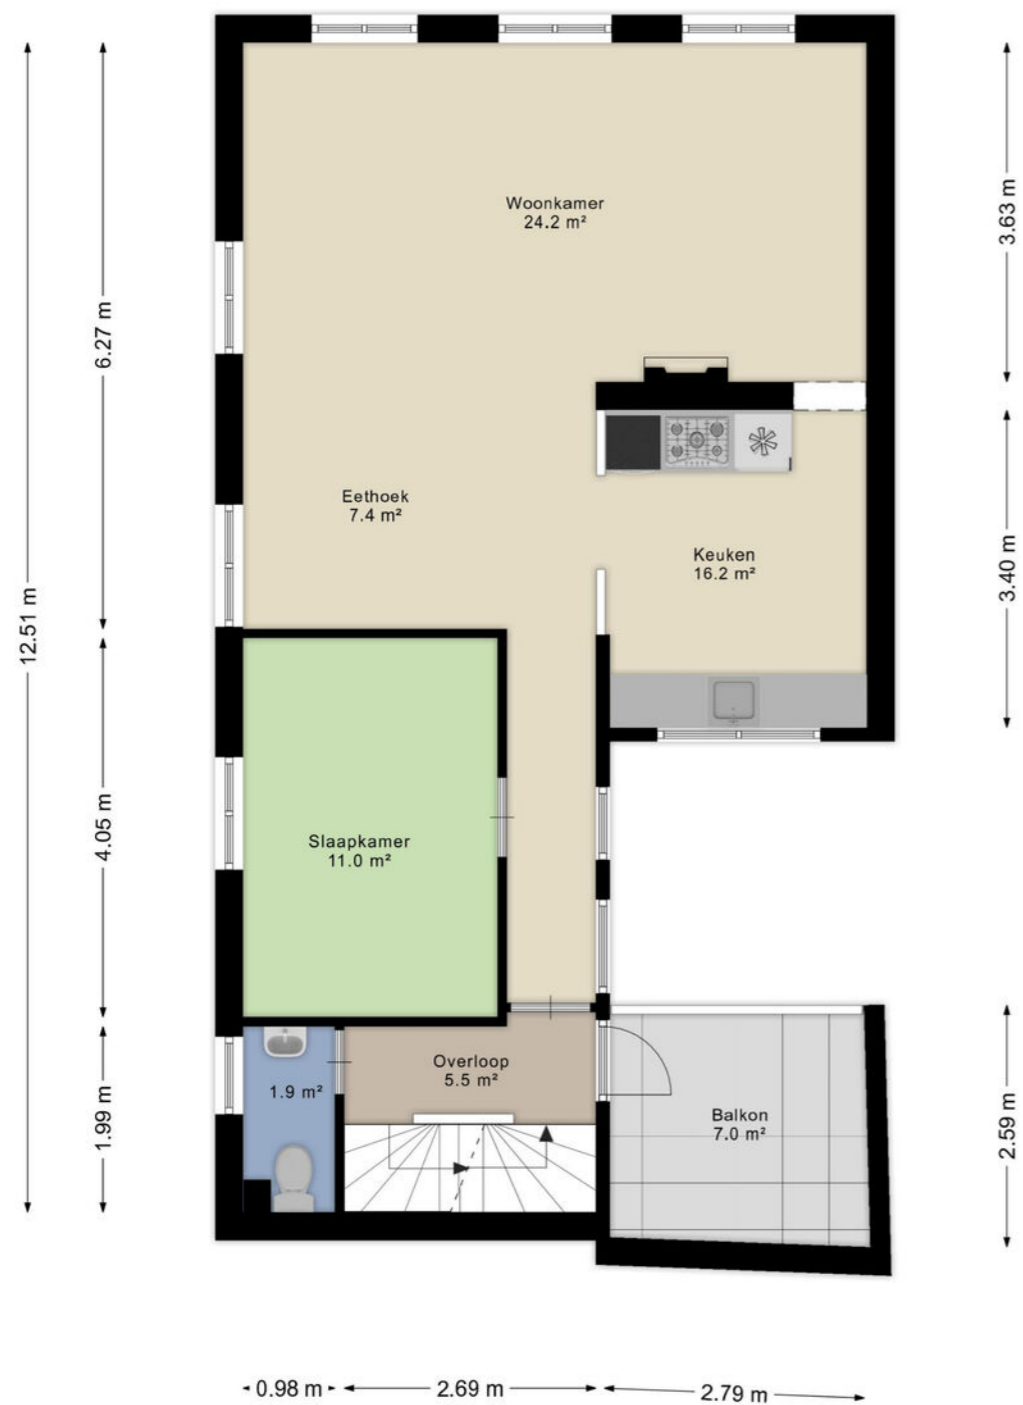 Woonkamer
24.2 m²
3.63 m
6.27 m
Eethoek
7.4 m²
Keuken
16.2 m²
3.40 m
12.51 m
Slaapkamer
11.0 m²
4.05 m
Overloop
5.5 m²
1.9 m²
1.99 m
Balkon
7.0 m²
2.59 m
0.98 m
2.69 m
2.79 m